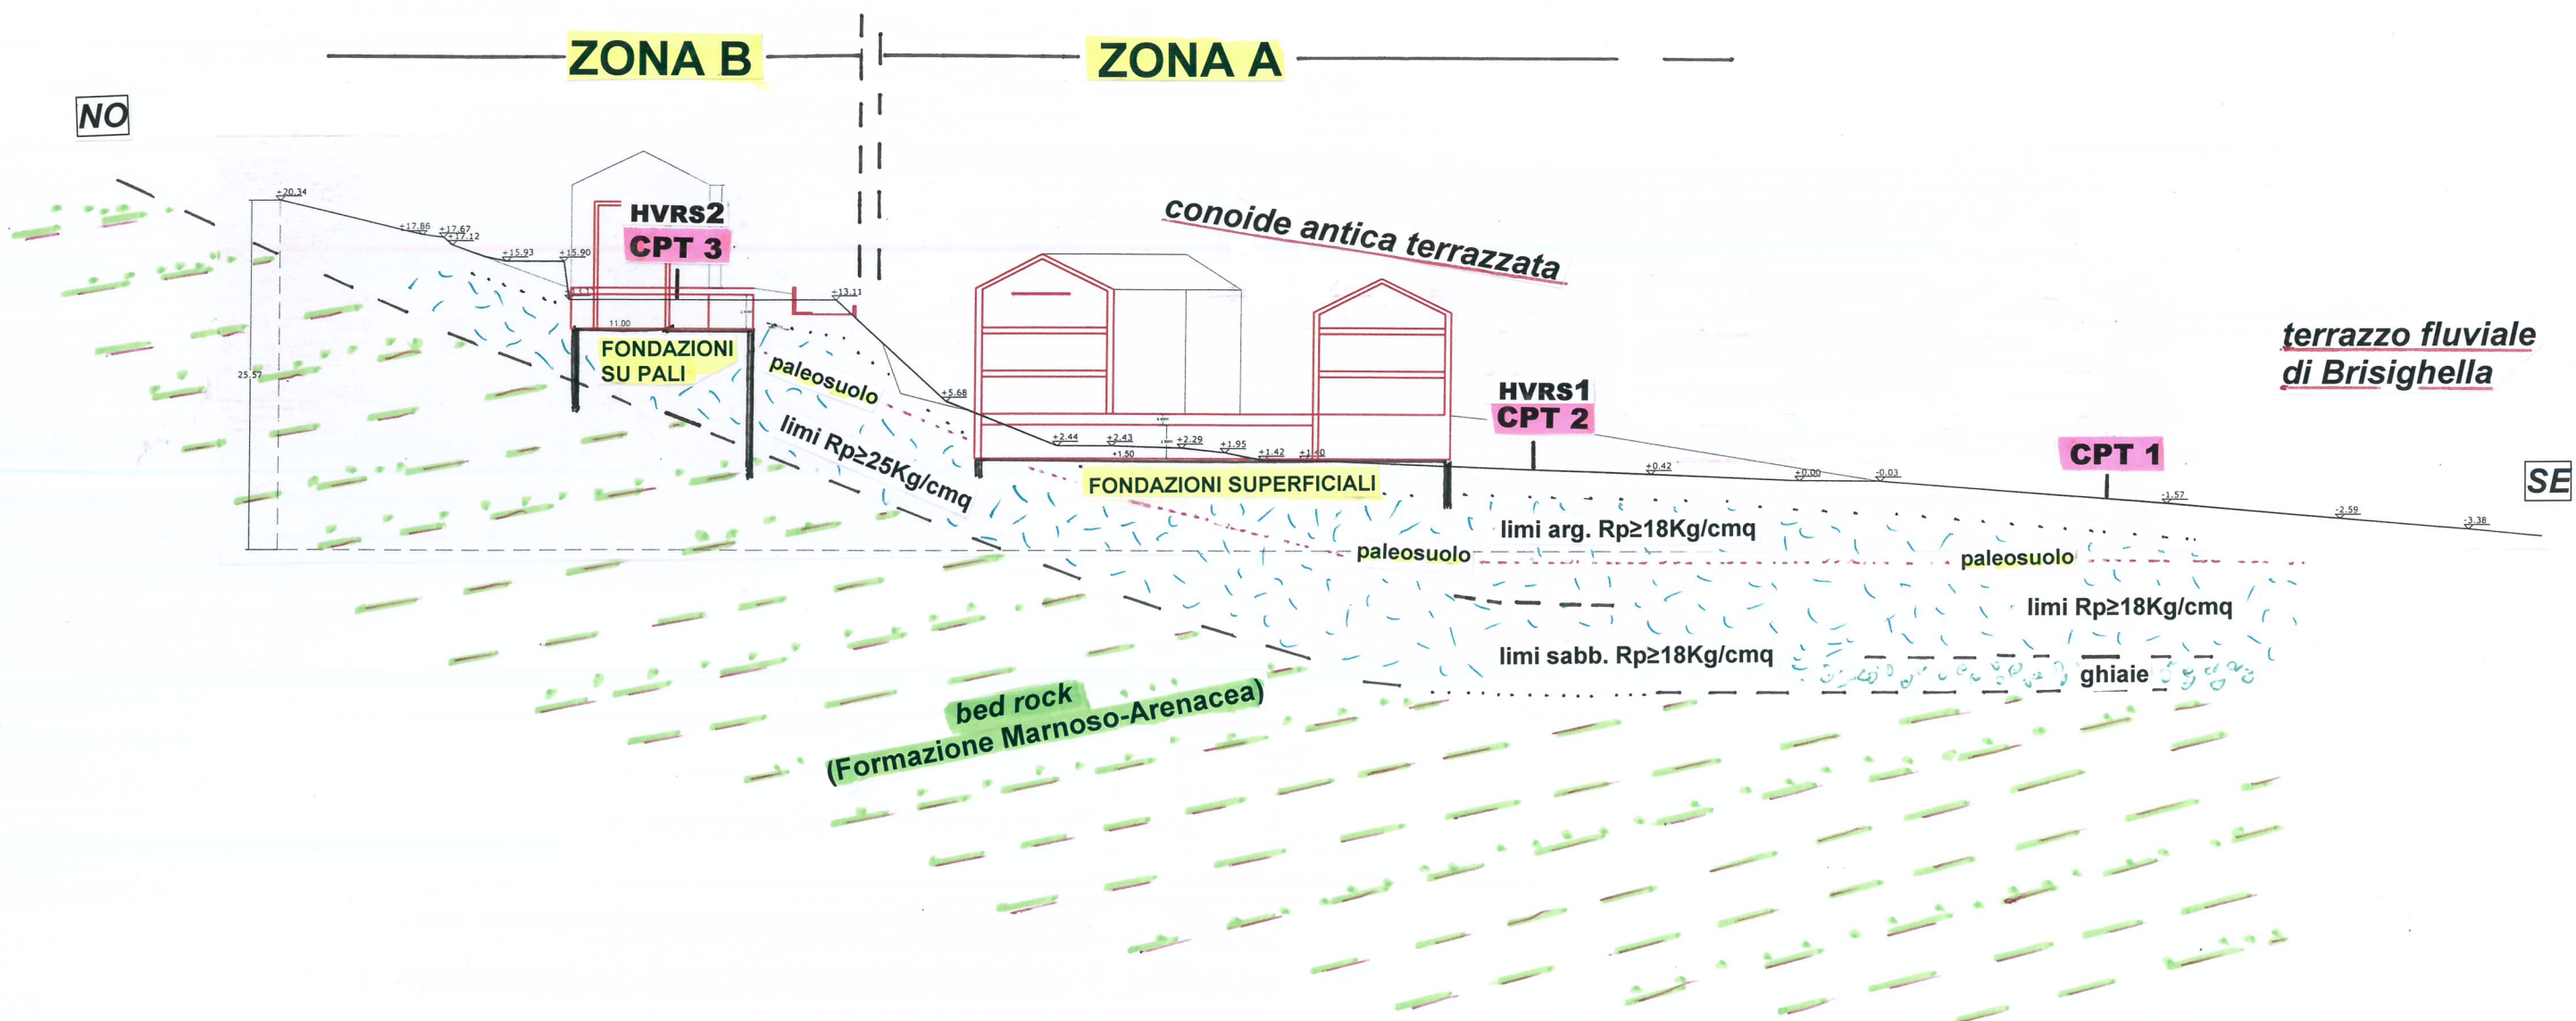 ZONA B
ZONA A
NO
+20.34
+17.86
+17.67
+17.12
+15.93
+15.90
HVRS2
CPT 3
+13.11
conoide antica terrazzata
11.00
FONDAZIONI
SU PALI
paleosuolo
25.57
+5.68
limi Rp≥25Kg/cmq
+2.44
+2.43
+2.29
+1.95
+1.50
+1.42
FONDAZIONI SUPERFICIALI
HVRS1
CPT 2
terrazzo fluviale
di Brisighella
CPT 1
SE
+0.42
+0.00
-0.03
-1.57
-2.59
-3.38
limi arg. Rp≥18Kg/cmq
paleosuolo
paleosuolo
limi Rp≥18Kg/cmq
limi sabb. Rp≥18Kg/cmq
ghiaie
bed rock
(Formazione Marnoso-Arenacea)